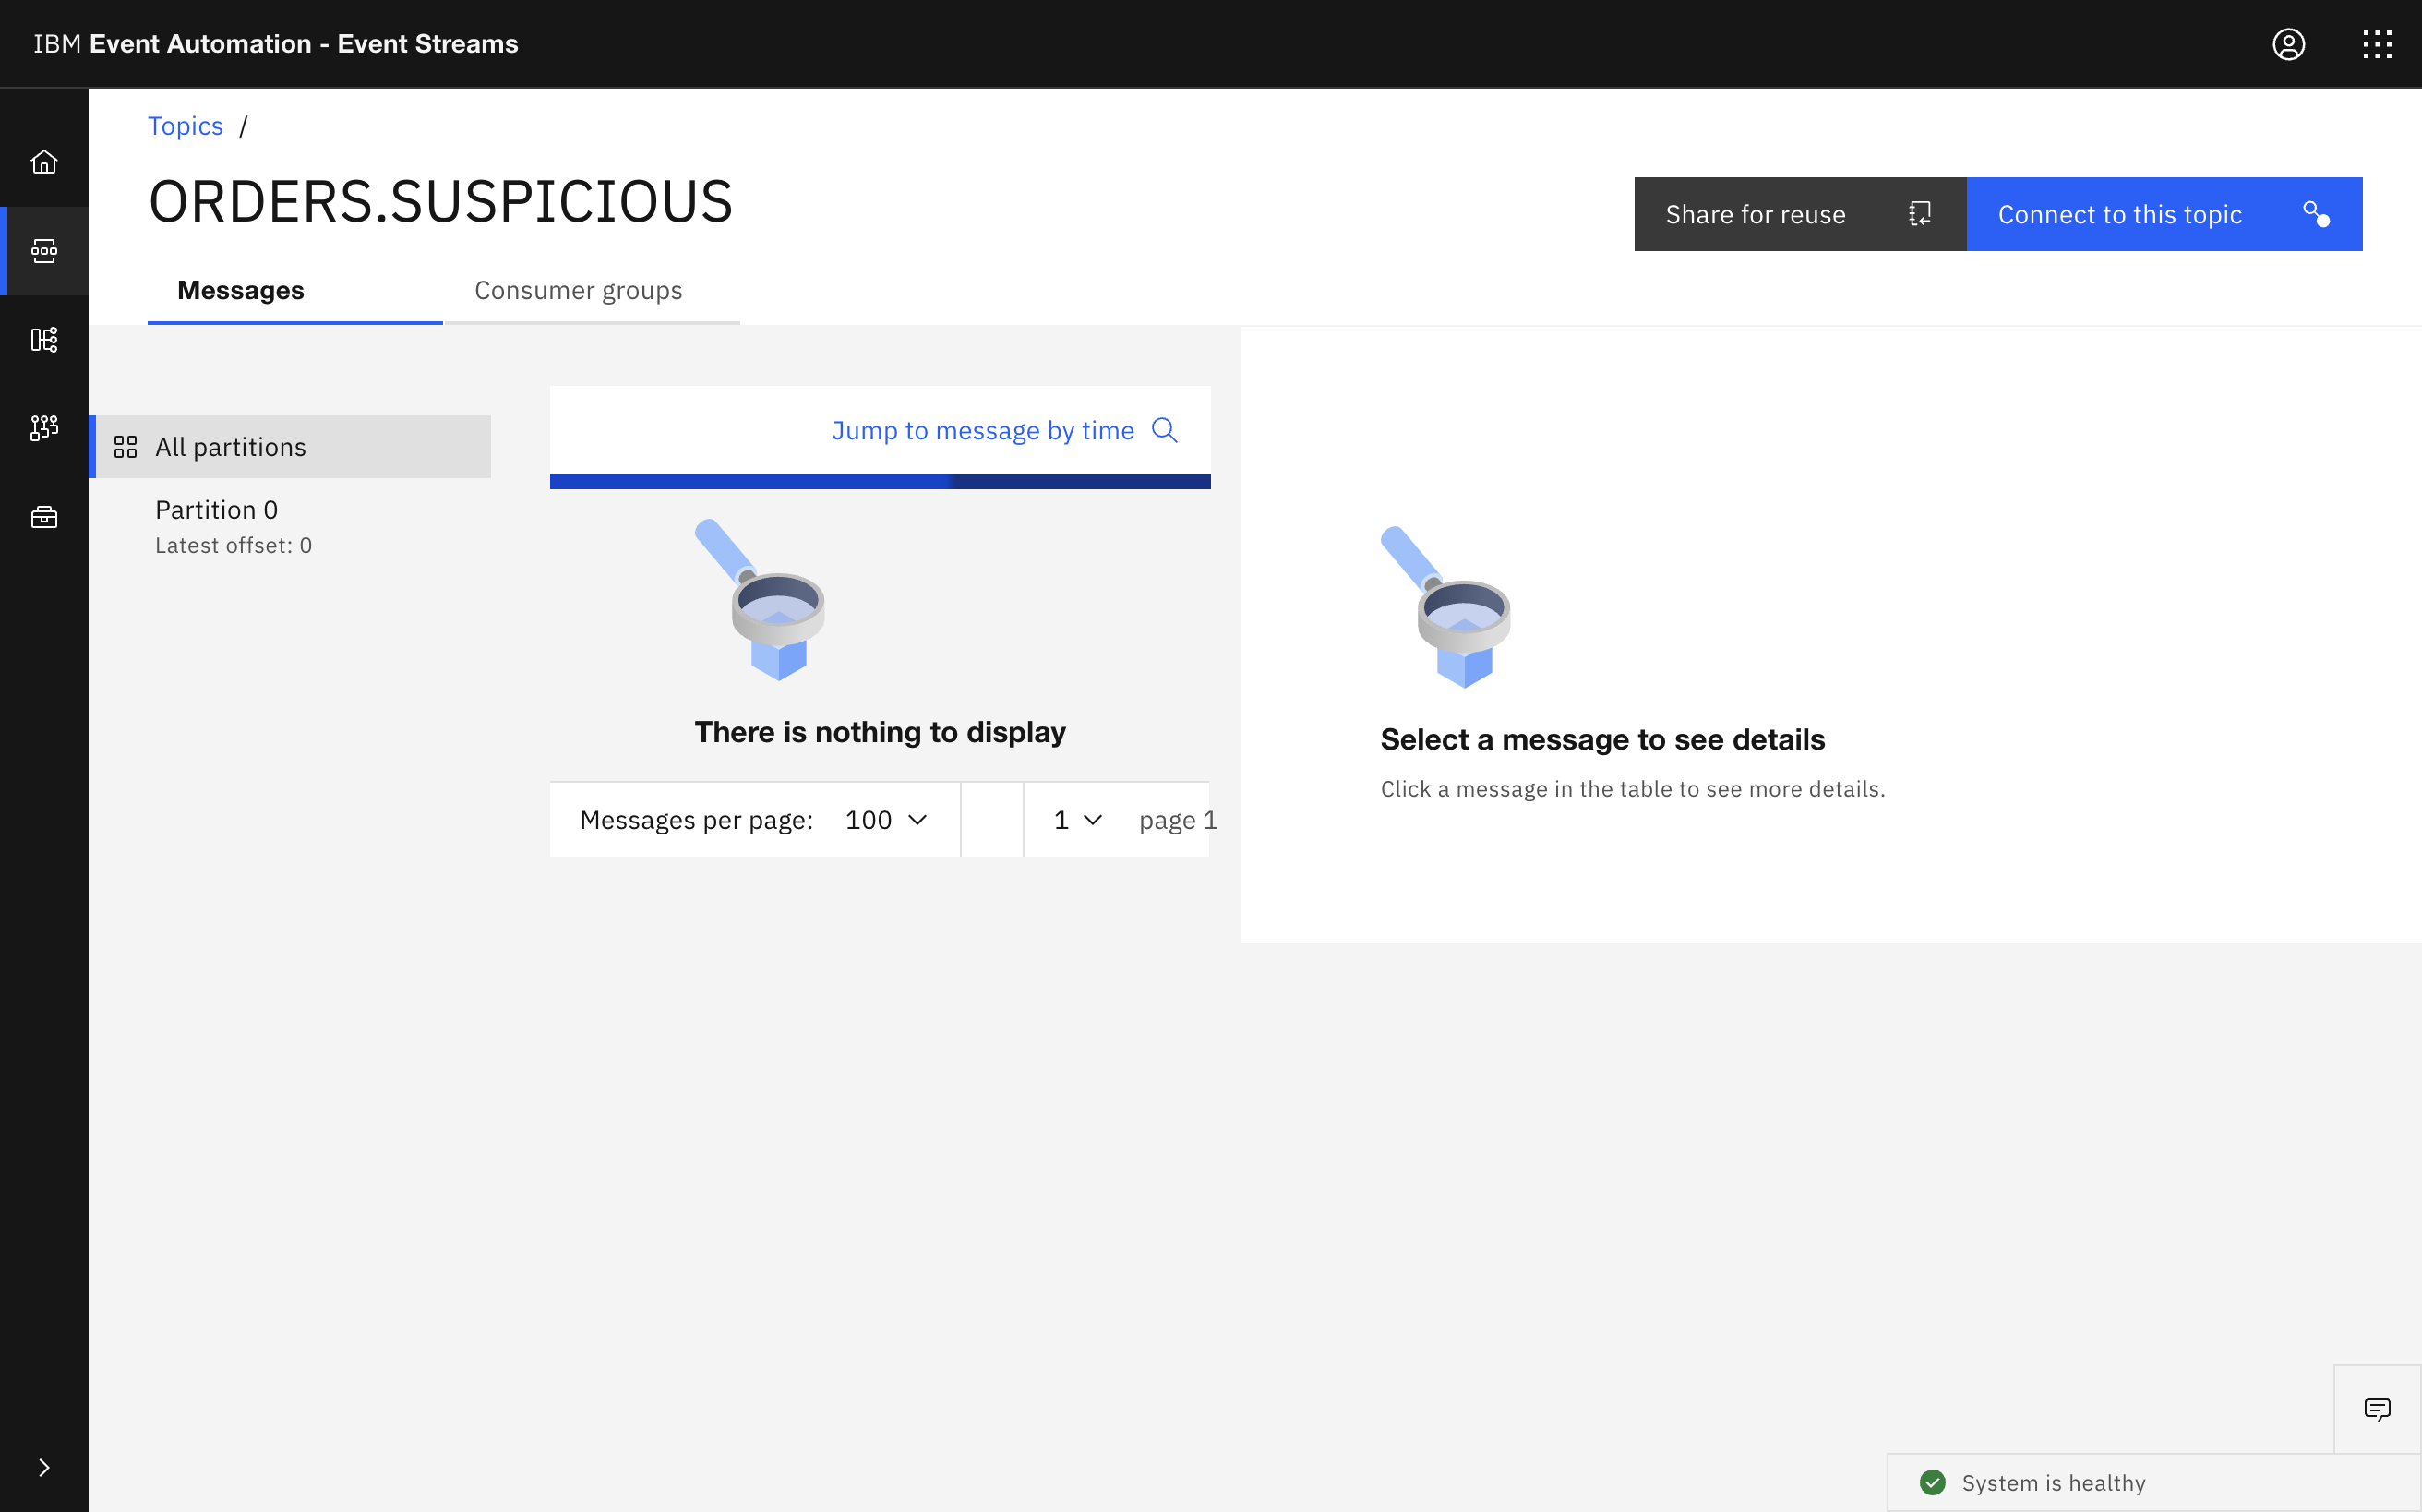 IBM Event Automation - Event Streams
Topics /
ORDERS.SUSPICIOUS
Share for reuse
Connect to this topic
Messages
Consumer groups
All partitions
Partition 0
Latest offset: 0
Jump to message by time
There is nothing to display
Messages per page: 100
1
page 1
Select a message to see details
Click a message in the table to see more details.
System is healthy